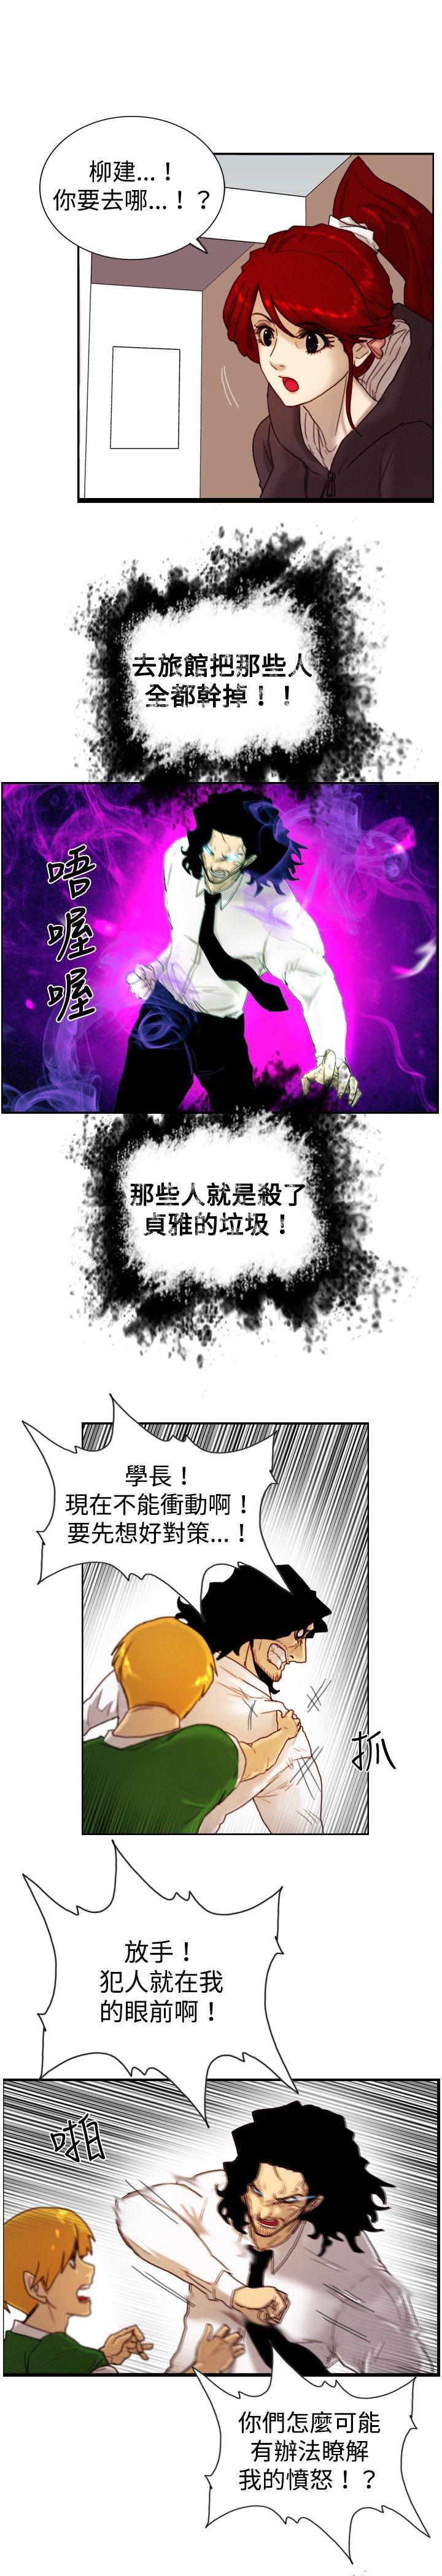 柳建...！
你要去哪...！？
去旅館把那些人
全都幹掉！！
唔喔喔
那些人就是殺了
貞雅的垃圾！
學長！
現在不能衝動啊！
要先想好對策...！
抓
放手！
犯人就在我
的眼前啊！
啪
你們怎麼可能
有辦法瞭解
我的憤怒！？